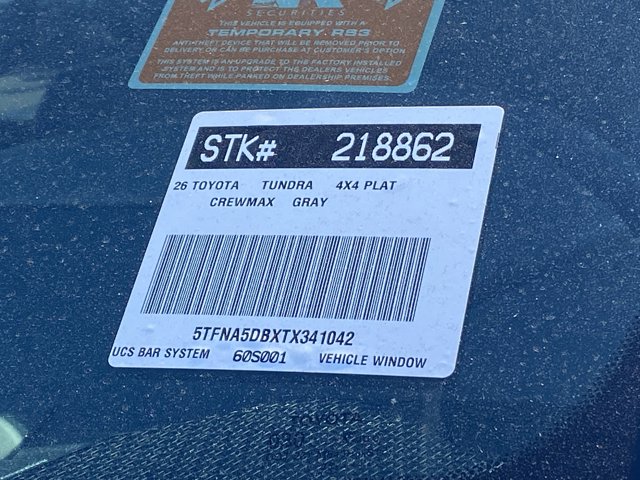 SECURITIES
THIS VEHICLE IS EQUIPPED WITH A
TEMPORARY RS3
ANTI-THEFT DEVICE THAT WILL BE REMOVED PRIOR TO
DELIVERY OR CAN BE PURCHASE AT CUSTOMER'S OPTION.
THIS SYSTEM IS AN UPGRADE TO THE FACTORY INSTALLED
SYSTEM AND IS TO PROTECT THE DEALERS VEHICLES
FROM THEFT WHILE PARKED ON DEALERSHIP PREMISES.
STK# 218862
26 TOYOTA TUNDRA 4X4 PLAT
CREWMAX GRAY
5TFNA5DBXTX341042
UCS BAR SYSTEM 60S001 VEHICLE WINDOW
TOYOTA